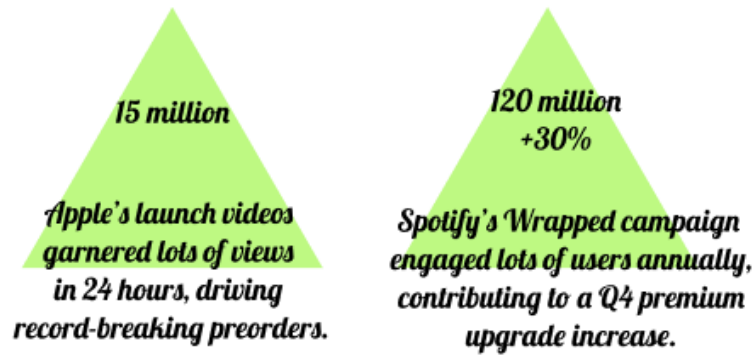 15 million
Apple's launch videos
garnered lots of views
in 24 hours, driving
record-breaking preorders.
120 million
+30%
Spotify's Wrapped campaign
engaged lots of users annually,
contributing to a Q4 premium
upgrade increase.